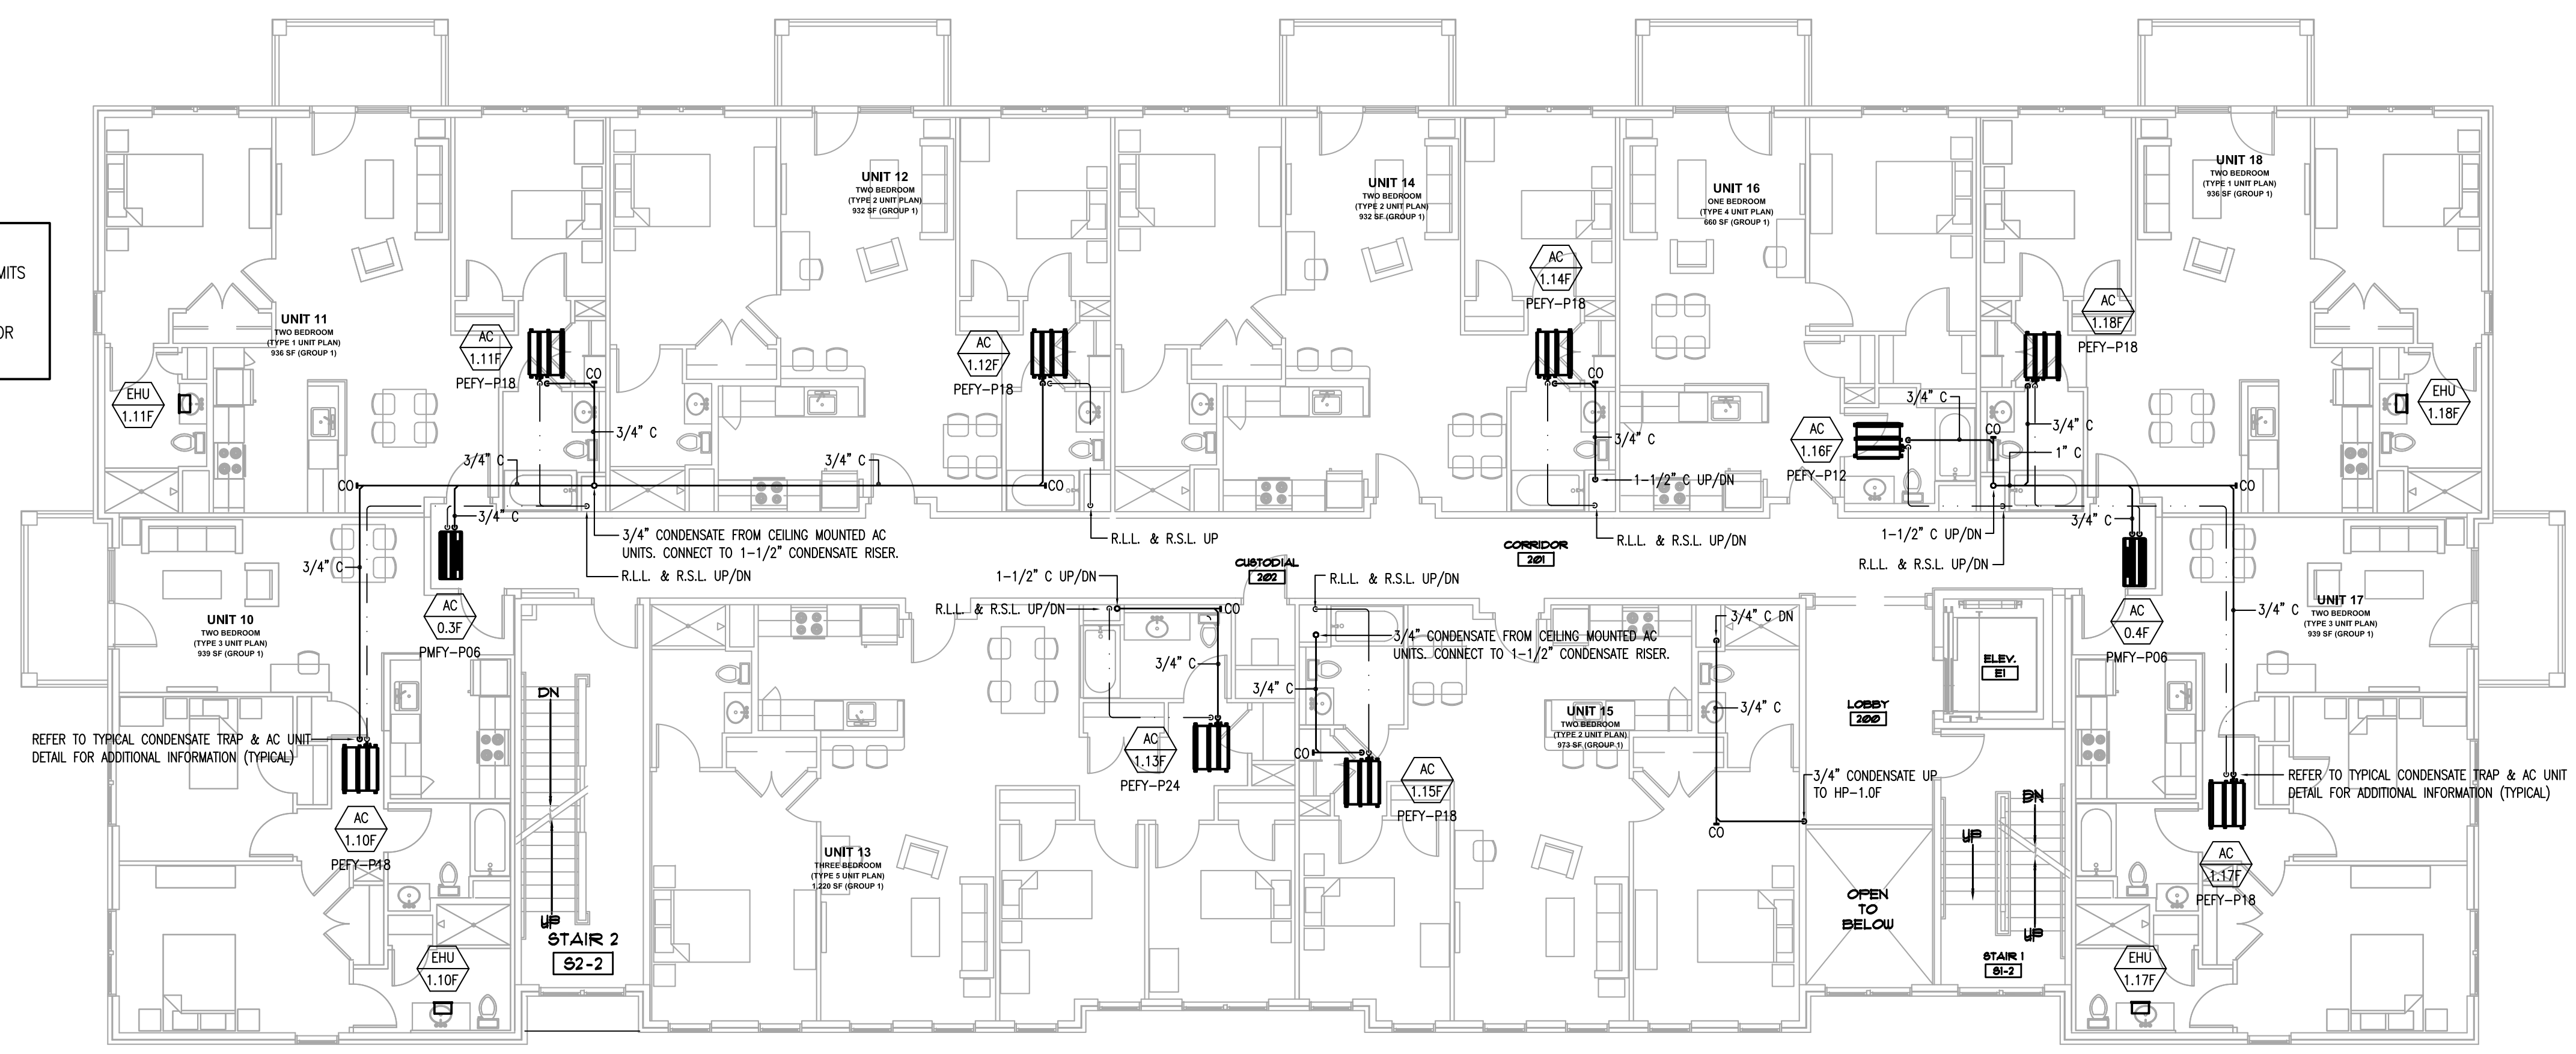 MITS
OR
UNIT 11
TWO BEDROOM
(TYPE 1 UNIT PLAN)
936 SF (GROUP 1)
EHU
1.11F
AC
1.11F
PEFY-P18
CO
3/4" C
3/4" C
CO
3/4" C
UNIT 12
TWO BEDROOM
(TYPE 2 UNIT PLAN)
932 SF (GROUP 1)
AC
1.12F
PEFY-P18
3/4" C
CO
UNIT 14
TWO BEDROOM
(TYPE 2 UNIT PLAN)
932 SF (GROUP 1)
AC
1.14F
PEFY-P18
CO
3/4" C
1-1/2" C UP/DN
UNIT 16
ONE BEDROOM
(TYPE 4 UNIT PLAN)
660 SF (GROUP 1)
3/4" C
AC
1.16F
PEFY-P12
CO
UNIT 18
TWO BEDROOM
(TYPE 1 UNIT PLAN)
936 SF (GROUP 1)
AC
1.18F
PEFY-P18
3/4" C
1" C
EHU
1.18F
CO
3/4" CONDENSATE FROM CEILING MOUNTED AC
UNITS. CONNECT TO 1-1/2" CONDENSATE RISER.
R.L.L. & R.S.L. UP/DN
R.L.L. & R.S.L. UP
CORRIDOR
201
R.L.L. & R.S.L. UP/DN
1-1/2" C UP/DN
R.L.L. & R.S.L. UP/DN
3/4" C
3/4" C
UNIT 10
TWO BEDROOM
(TYPE 3 UNIT PLAN)
939 SF (GROUP 1)
AC
0.3F
PMFY-P06
REFER TO TYPICAL CONDENSATE TRAP & AC UNIT
DETAIL FOR ADDITIONAL INFORMATION (TYPICAL)
AC
1.10F
PEFY-P18
EHU
1.10F
DN
UP
STAIR 2
S2-2
CUSTODIAL
202
1-1/2" C UP/DN
R.L.L. & R.S.L. UP/DN
CO
3/4" C
AC
1.13F
PEFY-P24
UNIT 13
THREE BEDROOM
(TYPE 5 UNIT PLAN)
1,220 SF (GROUP 1)
R.L.L. & R.S.L. UP/DN
3/4" CONDENSATE FROM CEILING MOUNTED AC
UNITS. CONNECT TO 1-1/2" CONDENSATE RISER.
3/4" C
CO
AC
1.15F
PEFY-P18
UNIT 15
TWO BEDROOM
(TYPE 2 UNIT PLAN)
973 SF (GROUP 1)
3/4" C DN
3/4" C
CO
3/4" CONDENSATE UP
TO HP-1.0F
LOBBY
200
OPEN
TO
BELOW
ELEV.
E1
DN
UP
UP
STAIR 1
S1-2
AC
0.4F
PMFY-P06
3/4" C
UNIT 17
TWO BEDROOM
(TYPE 3 UNIT PLAN)
939 SF (GROUP 1)
REFER TO TYPICAL CONDENSATE TRAP & AC UNIT
DETAIL FOR ADDITIONAL INFORMATION (TYPICAL)
AC
1.17F
PEFY-P18
EHU
1.17F